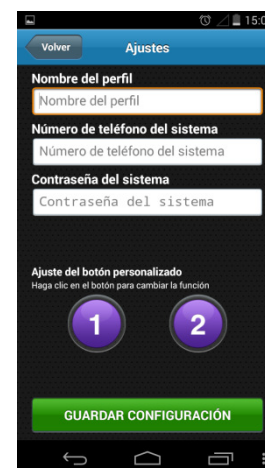 15:0
Volver
Ajustes
Nombre del perfil
Nombre del perfil
Número de teléfono del sistema
Número de teléfono del sistema
Contraseña del sistema
Contraseña del sistema
Ajuste del botón personalizado
Haga clic en el botón para cambiar la función
1 2
GUARDAR CONFIGURACIÓN